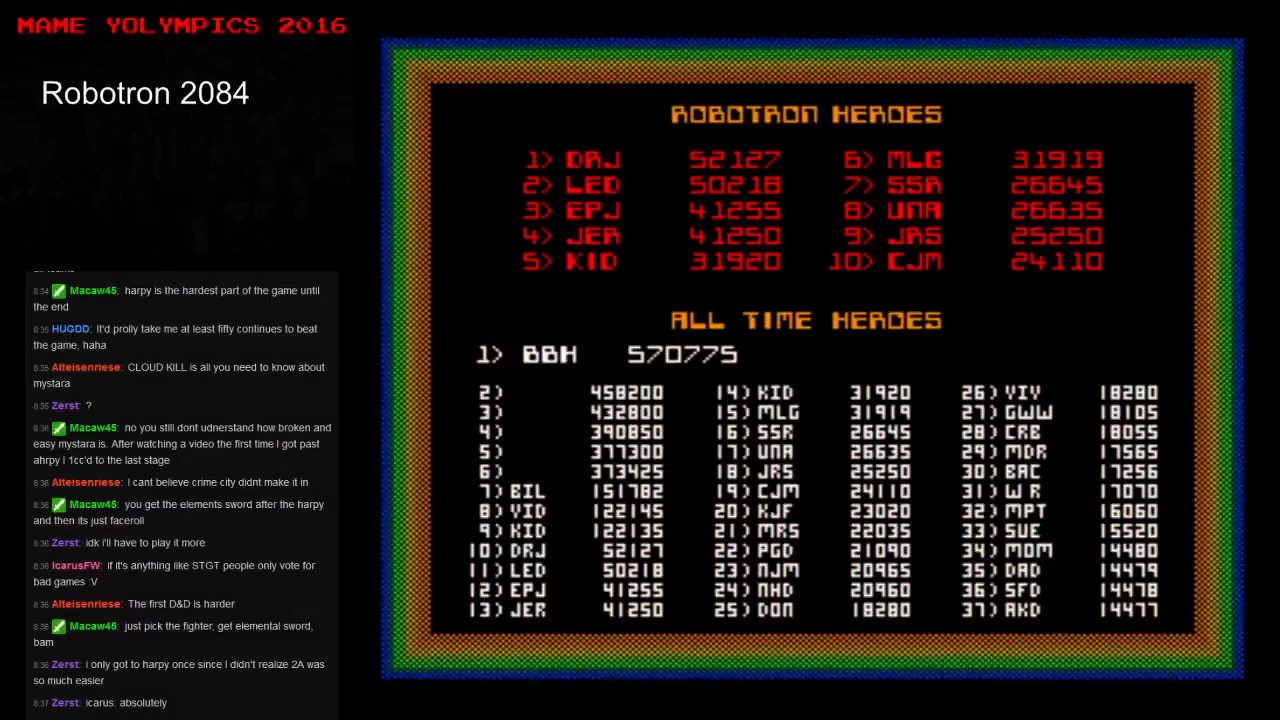 MAME YOLYMPICS 2016
Robotron 2084
8:34 Macaw45: harpy is the hardest part of the game until
the end
8:35 HUGDD: It'd prolly take me at least fifty continues to beat
the game, haha
8:35 Alteisenriese: CLOUD KILL is all you need to know about
mystara
8:35 Zerst: ?
8:36 Macaw45: no you still dont udnerstand how broken and
easy mystara is. After watching a video the first time I got past
ahrpy I 1cc'd to the last stage
8:36 Alteisenriese: I cant believe crime city didnt make it in
8:36 Macaw45: you get the elements sword after the harpy
and then its just faceroll
8:36 Zerst: idk i'll have to play it more
8:36 IcarusFW: if it's anything like STGT people only vote for
bad games :V
8:36 Alteisenriese: The first D&D is harder
8:36 Macaw45: just pick the fighter, get elemental sword,
bam
8:36 Zerst: i only got to harpy once since I didn't realize 2A was
so much easier
8:37 Zerst: icarus: absolutely
ROBOTRON HEROES
1) DRJ 52127 6) MLG 31919
2) LED 50218 7) SSR 26645
3) EPJ 41255 8) UNA 26635
4) JER 41250 9) JRS 25250
5) KID 31920 10) CJM 24110
ALL TIME HEROES
1) BBH 570775
2) 458200 14) KID 31920 26) VIV 18280
3) 432800 15) MLG 31919 27) GWW 18105
4) 390850 16) SSR 26645 28) CRB 18055
5) 377300 17) UNA 26635 29) MDR 17565
6) 373425 18) JRS 25250 30) BAC 17256
7) BIL 151782 19) CJM 24110 31) W R 17070
8) VID 122145 20) KJF 23020 32) MPT 16060
9) KID 122135 21) MRS 22035 33) SUE 15520
10) DRJ 52127 22) PGD 21090 34) MOM 14480
11) LED 50218 23) NJM 20965 35) DAD 14479
12) EPJ 41255 24) NHD 20960 36) SFD 14478
13) JER 41250 25) DON 18280 37) AKD 14477